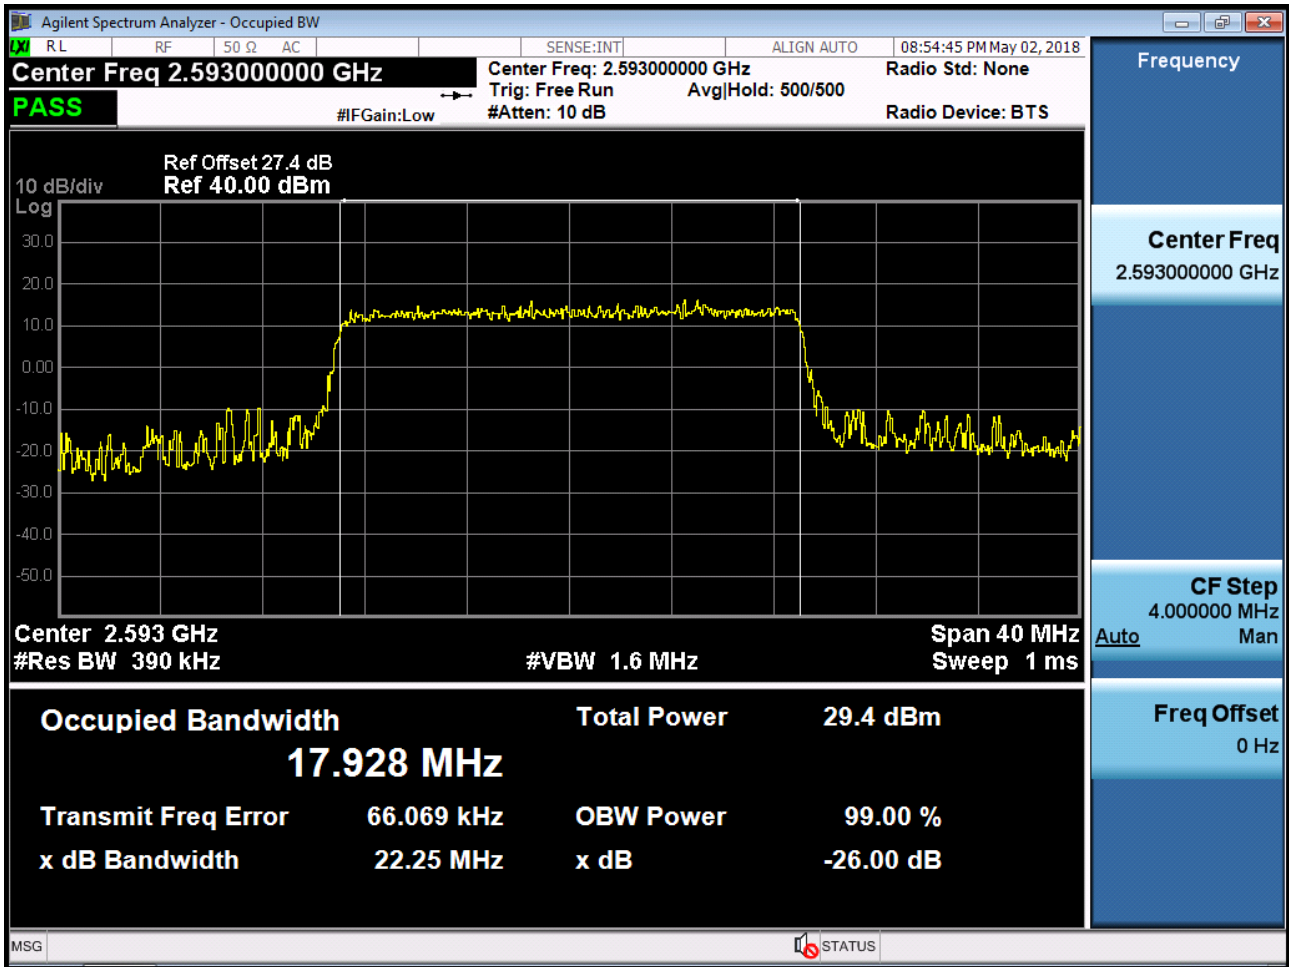 Agilent Spectrum Analyzer - Occupied BW
LXI RL RF 50 Ω AC SENSE:INT ALIGN AUTO 08:54:45 PM May 02, 2018
Center Freq 2.593000000 GHz
PASS
#IFGain:Low
Center Freq: 2.593000000 GHz
Trig: Free Run Avg|Hold: 500/500
#Atten: 10 dB
Radio Std: None
Radio Device: BTS
Ref Offset 27.4 dB
10 dB/div Ref 40.00 dBm
Log
30.0
20.0
10.0
0.00
-10.0
-20.0
-30.0
-40.0
-50.0
Center 2.593 GHz Span 40 MHz
#Res BW 390 kHz #VBW 1.6 MHz Sweep 1 ms
Occupied Bandwidth Total Power 29.4 dBm
17.928 MHz
Transmit Freq Error 66.069 kHz OBW Power 99.00 %
x dB Bandwidth 22.25 MHz x dB -26.00 dB
Frequency
Center Freq
2.593000000 GHz
CF Step
4.000000 MHz
Auto Man
Freq Offset
0 Hz
MSG STATUS